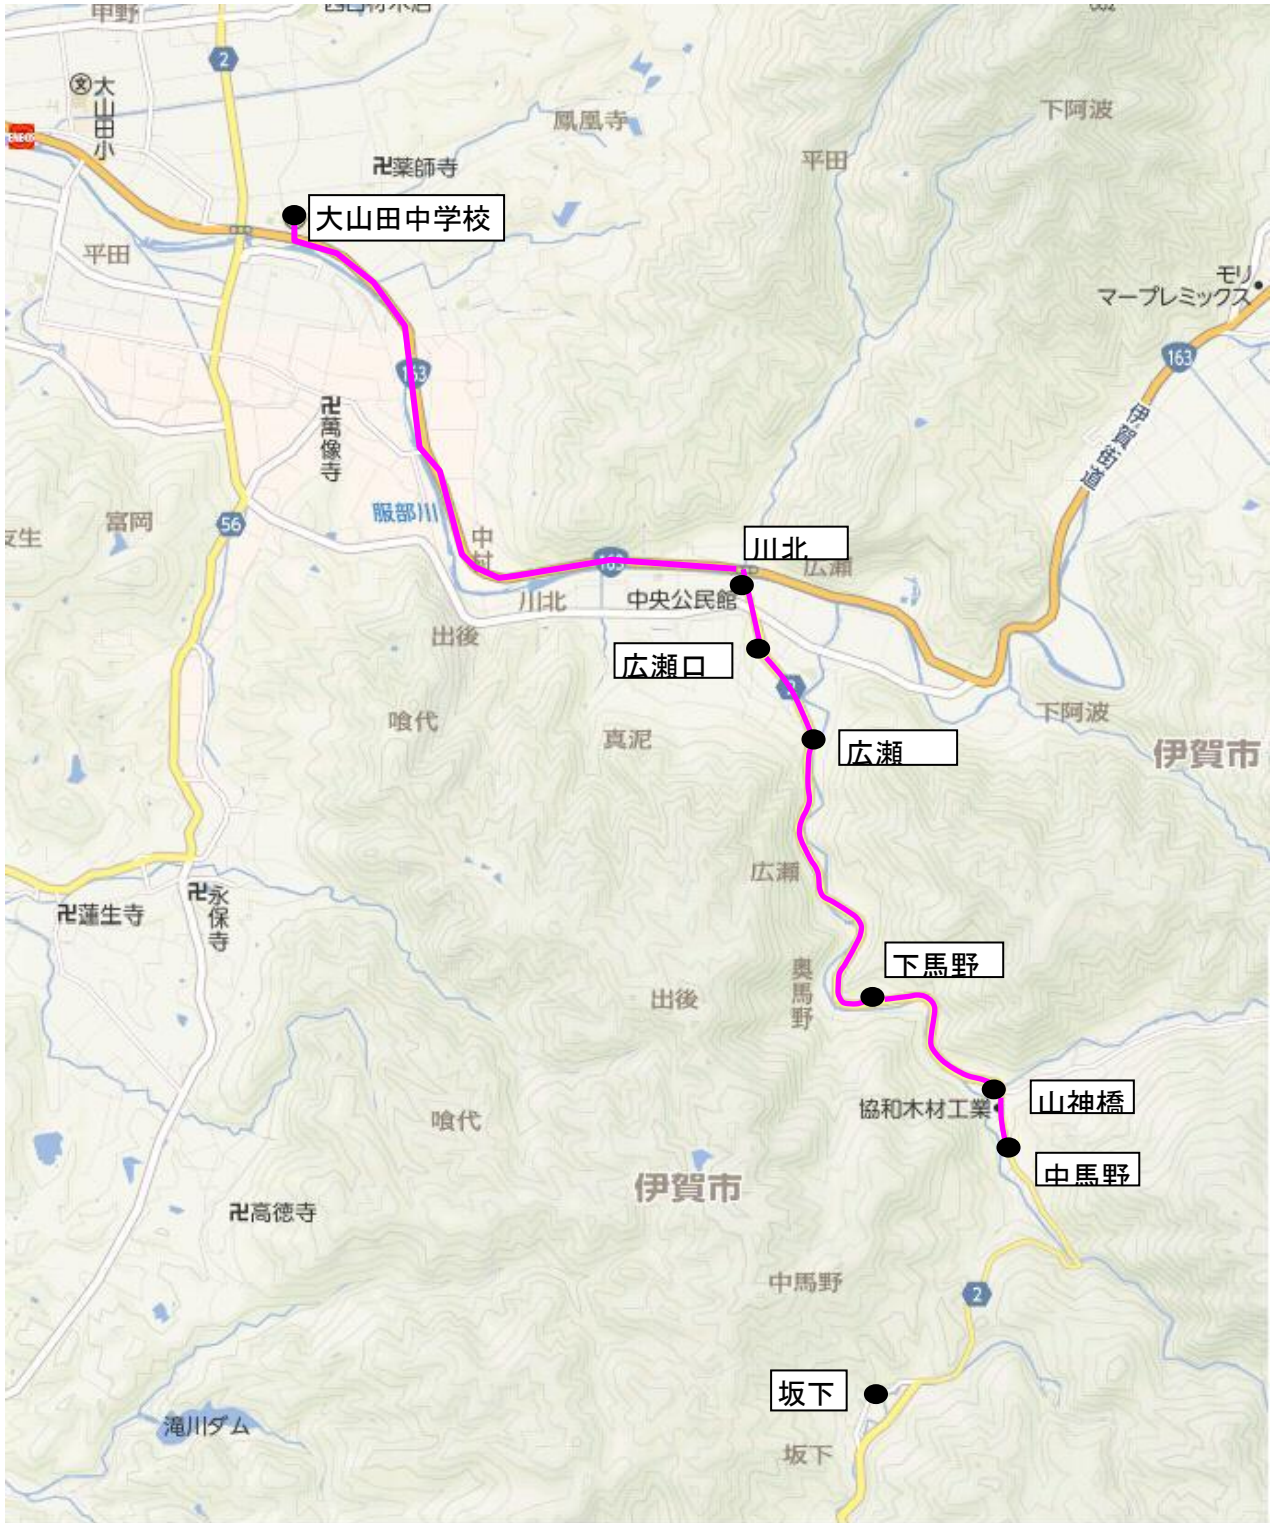 甲野
2
大山田小
ENEOS
鳳凰寺
下阿波
平田
薬師寺
大山田中学校
平田
モリ
マープレミックス
163
163
伊賀街道
萬像寺
服部川
富岡
56
中村
川北
163
広瀬
中央公民館
川北
出後
広瀬口
2
喰代
真泥
下阿波
広瀬
伊賀市
広瀬
蓮生寺
永保寺
下馬野
奥馬野
出後
山神橋
協和木材工業
喰代
中馬野
伊賀市
高徳寺
中馬野
2
坂下
滝川ダム
坂下